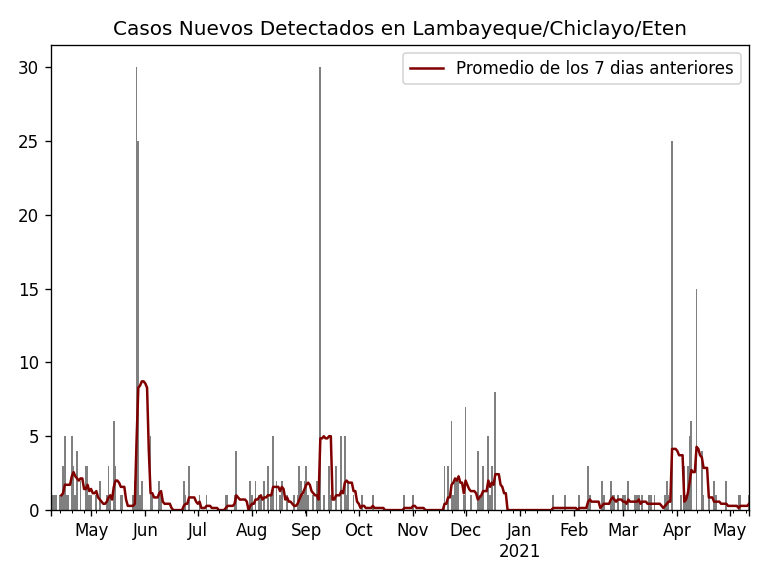 Casos Nuevos Detectados en Lambayeque/Chiclayo/Eten
Promedio de los 7 dias anteriores
30
25
20
15
10
5
0
May Jun Jul Aug Sep Oct Nov Dec Jan Feb Mar Apr May
2021